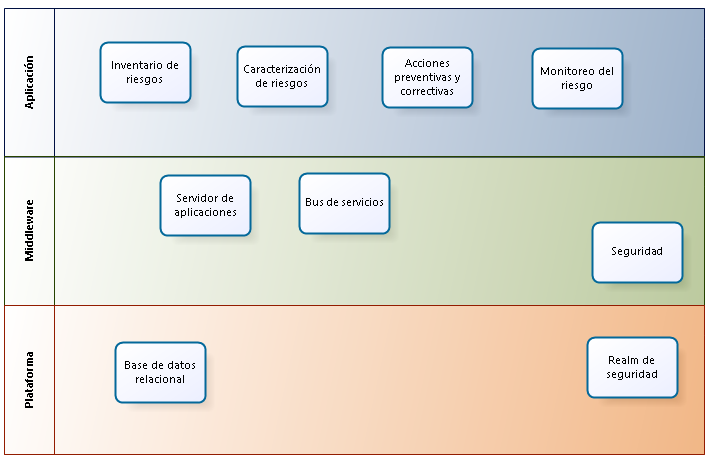 Aplicación
Inventario de
riesgos
Caracterización
de riesgos
Acciones
preventivas y
correctivas
Monitoreo del
riesgo
Middleware
Servidor de
aplicaciones
Bus de servicios
Seguridad
Plataforma
Base de datos
relacional
Realm de
seguridad